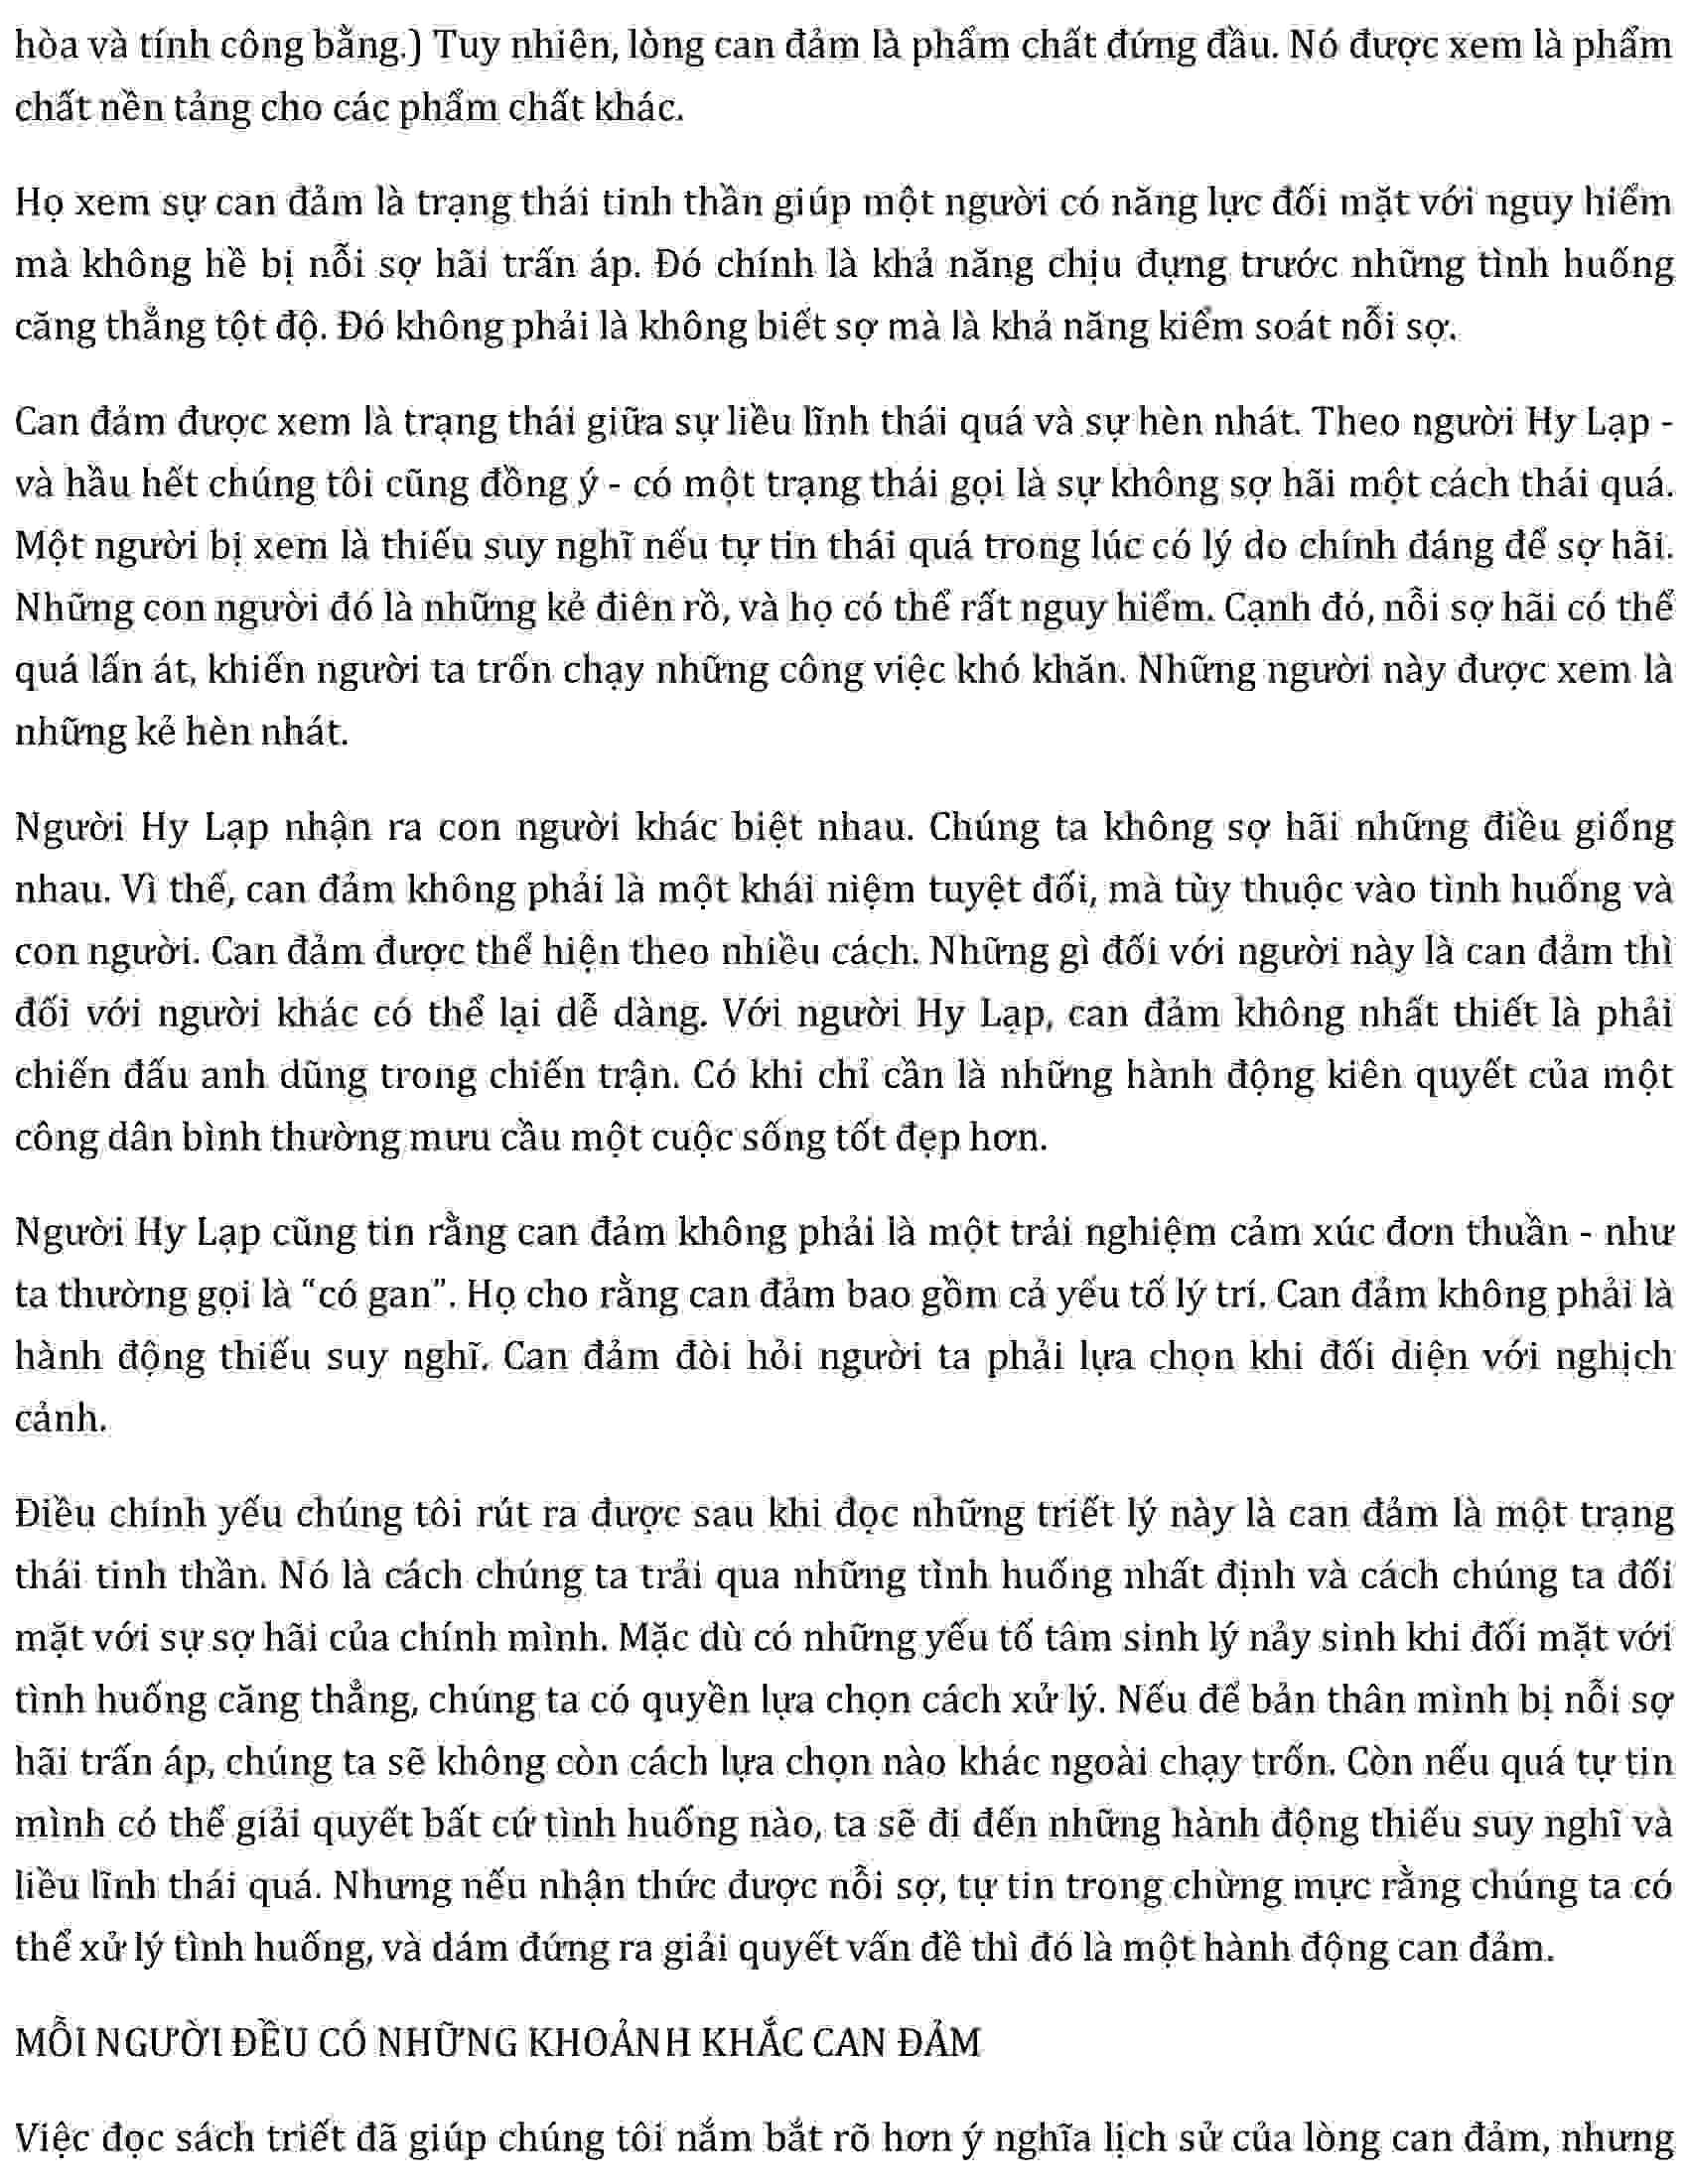 hòa và tính công bằng.) Tuy nhiên, lòng can đảm là phẩm chất đứng đầu. Nó được xem là phẩm
chất nền tảng cho các phẩm chất khác.
Họ xem sự can đảm là trạng thái tinh thần giúp một người có năng lực đối mặt với nguy hiểm
mà không hề bị nỗi sợ hãi trấn áp. Đó chính là khả năng chịu đựng trước những tình huống
căng thẳng tột độ. Đó không phải là không biết sợ mà là khả năng kiểm soát nỗi sợ.
Can đảm được xem là trạng thái giữa sự liều lĩnh thái quá và sự hèn nhát. Theo người Hy Lạp -
và hầu hết chúng tôi cũng đồng ý - có một trạng thái gọi là sự không sợ hãi một cách thái quá.
Một người bị xem là thiếu suy nghĩ nếu tự tin thái quá trong lúc có lý do chính đáng để sợ hãi.
Những con người đó là những kẻ điên rồ, và họ có thể rất nguy hiểm. Cạnh đó, nỗi sợ hãi có thể
quá lấn át, khiến người ta trốn chạy những công việc khó khăn. Những người này được xem là
những kẻ hèn nhát.
Người Hy Lạp nhận ra con người khác biệt nhau. Chúng ta không sợ hãi những điều giống
nhau. Vì thế, can đảm không phải là một khái niệm tuyệt đối, mà tùy thuộc vào tình huống và
con người. Can đảm được thể hiện theo nhiều cách. Những gì đối với người này là can đảm thì
đối với người khác có thể lại dễ dàng. Với người Hy Lạp, can đảm không nhất thiết là phải
chiến đấu anh dũng trong chiến trận. Có khi chỉ cần là những hành động kiên quyết của một
công dân bình thường mưu cầu một cuộc sống tốt đẹp hơn.
Người Hy Lạp cũng tin rằng can đảm không phải là một trải nghiệm cảm xúc đơn thuần - như
ta thường gọi là “có gan”. Họ cho rằng can đảm bao gồm cả yếu tố lý trí. Can đảm không phải là
hành động thiếu suy nghĩ. Can đảm đòi hỏi người ta phải lựa chọn khi đối diện với nghịch
cảnh.
Điều chính yếu chúng tôi rút ra được sau khi đọc những triết lý này là can đảm là một trạng
thái tinh thần. Nó là cách chúng ta trải qua những tình huống nhất định và cách chúng ta đối
mặt với sự sợ hãi của chính mình. Mặc dù có những yếu tố tâm sinh lý nảy sinh khi đối mặt với
tình huống căng thẳng, chúng ta có quyền lựa chọn cách xử lý. Nếu để bản thân mình bị nỗi sợ
hãi trấn áp, chúng ta sẽ không còn cách lựa chọn nào khác ngoài chạy trốn. Còn nếu quá tự tin
mình có thể giải quyết bất cứ tình huống nào, ta sẽ đi đến những hành động thiếu suy nghĩ và
liều lĩnh thái quá. Nhưng nếu nhận thức được nỗi sợ, tự tin trong chừng mực rằng chúng ta có
thể xử lý tình huống, và dám đứng ra giải quyết vấn đề thì đó là một hành động can đảm.
MỖI NGƯỜI ĐỀU CÓ NHỮNG KHOẢNH KHẮC CAN ĐẢM
Việc đọc sách triết đã giúp chúng tôi nắm bắt rõ hơn ý nghĩa lịch sử của lòng can đảm, nhưng